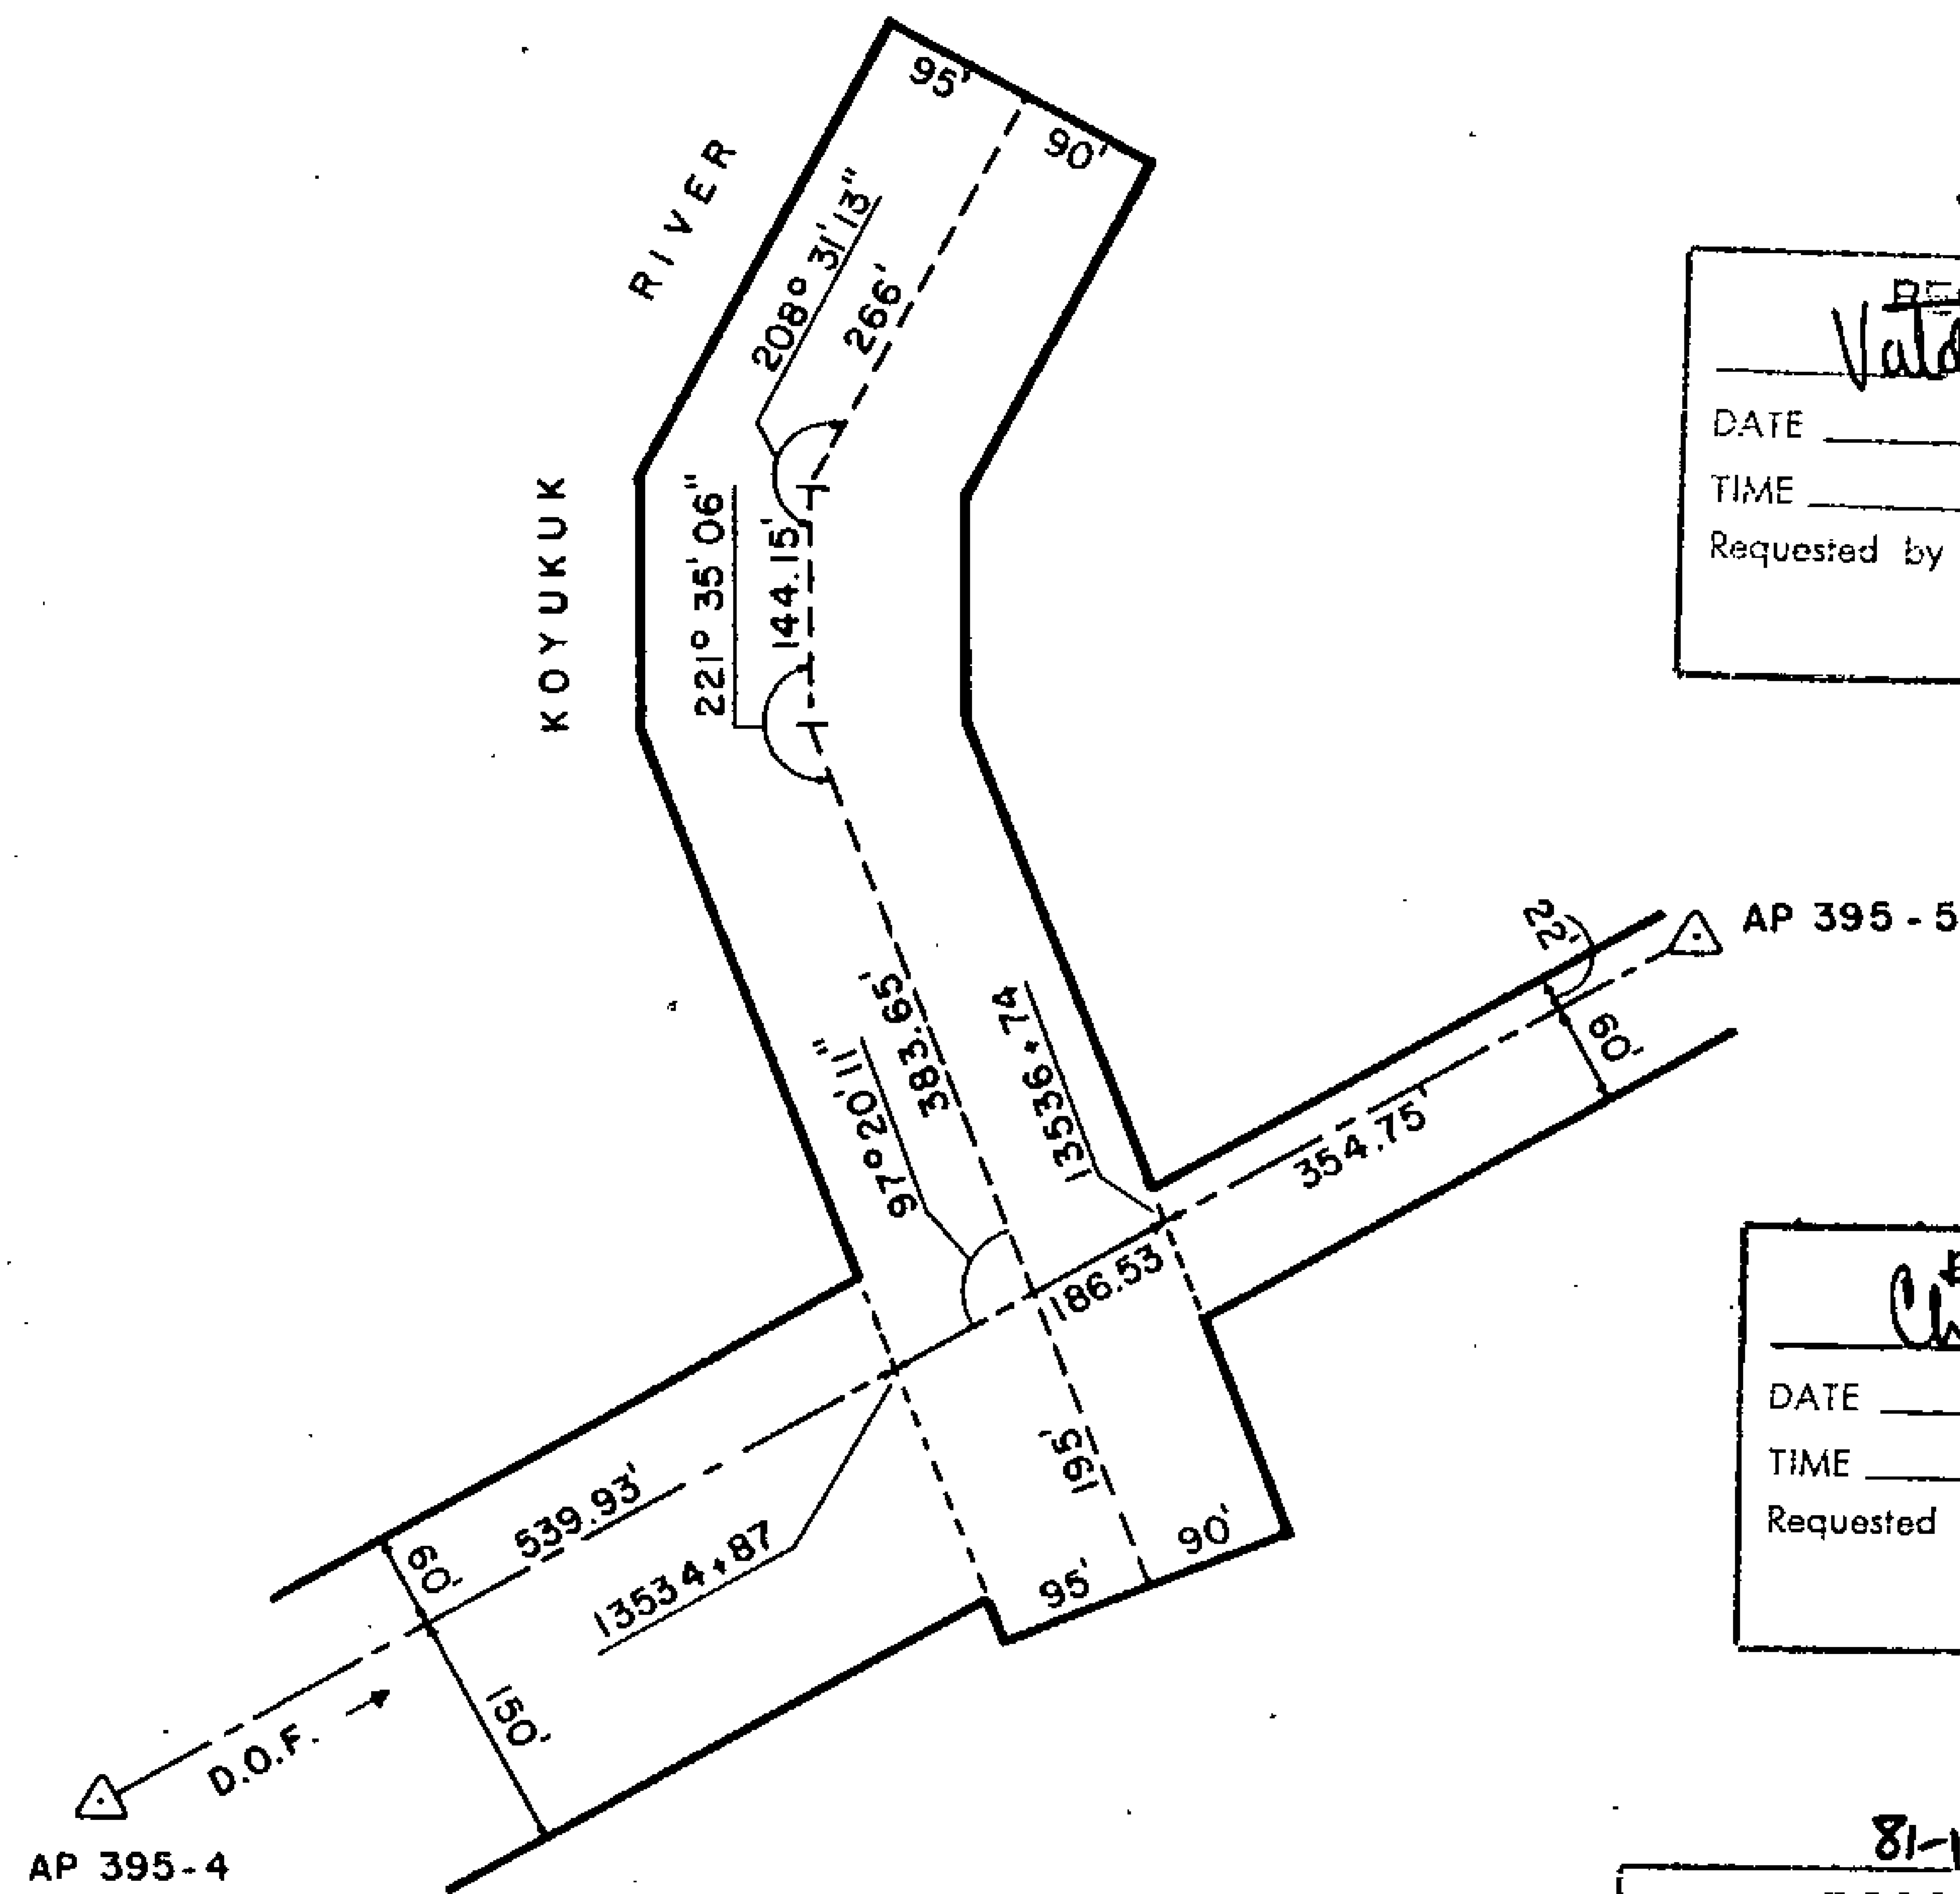 95'
90'
RIVER
208° 31' 13"
266'
KOYUKUK
221° 35' 06"
144.15'
DATE
TIME
Requested by
22'
AP 395-5
60'
383.65'
97° 20' 11"
13536+74
354.75'
186.53
195'
90'
95'
539.93'
13534+87
60'
150'
D.O.F.
AP 395-4
DATE
TIME
Requested